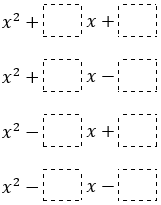 x² + x +
x² + x −
x² − x +
x² − x −